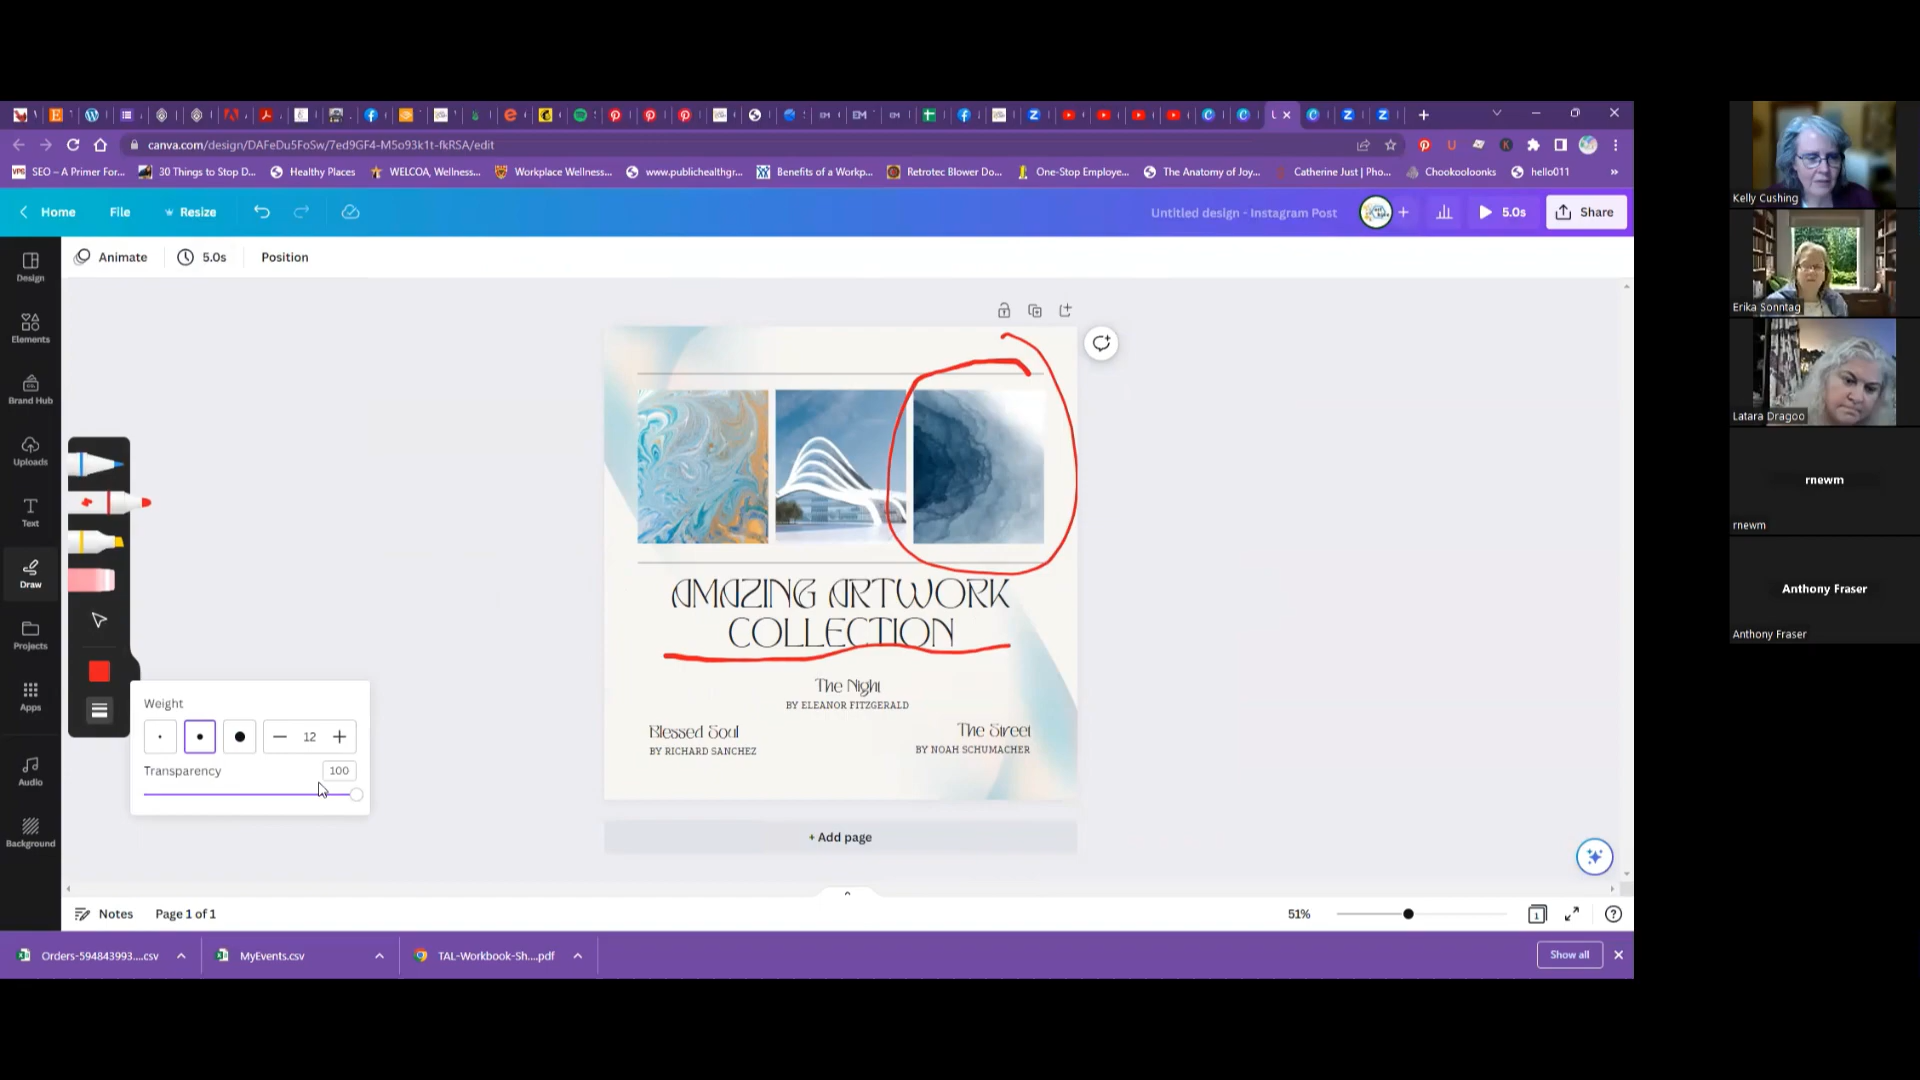 canva.com/design/DAFeDu5FoSw/7ed9GF4-M5o93k1t-fkRSA/edit
SEO – A Primer For...
30 Things to Stop D...
Healthy Places
WELCOA, Wellness...
Workplace Wellness...
www.publichealthgr...
Benefits of a Workp...
Retrotec Blower Do...
One-Stop Employe...
The Anatomy of Joy...
Catherine Just | Pho...
Chookooloonks
hello011
Home
File
Resize
Untitled design - Instagram Post
5.0s
Share
Animate
5.0s
Position
Design
Elements
Brand Hub
Uploads
Text
Draw
Projects
Apps
Audio
Background
Weight
12
Transparency
100
AMAZING ARTWORK
COLLECTION
The Night
BY ELEANOR FITZGERALD
Blessed Soul
BY RICHARD SANCHEZ
The Street
BY NOAH SCHUMACHER
+ Add page
Notes
Page 1 of 1
51%
1
Orders-594843993....csv
MyEvents.csv
TAL-Workbook-Sh....pdf
Show all
Kelly Cushing
Erika Sonntag
Latara Dragoo
rnewm
rnewm
Anthony Fraser
Anthony Fraser